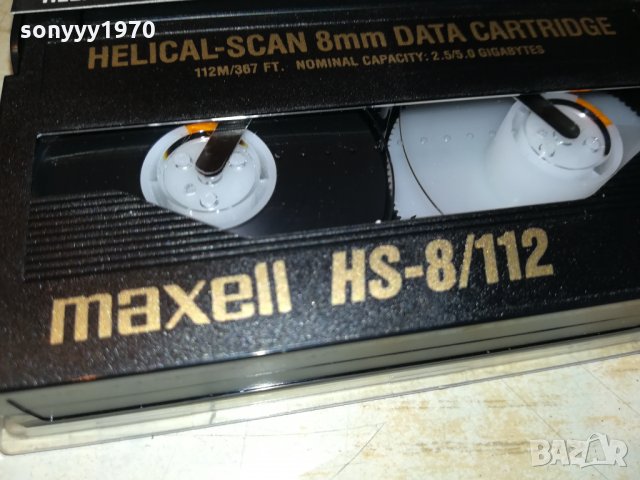 sonyyy1970
HELICAL-SCAN 8mm DATA CARTRIDGE
112M/367 FT. NOMINAL CAPACITY: 2.5/5.0 GIGABYTES
maxell HS-8/112
BAZAR